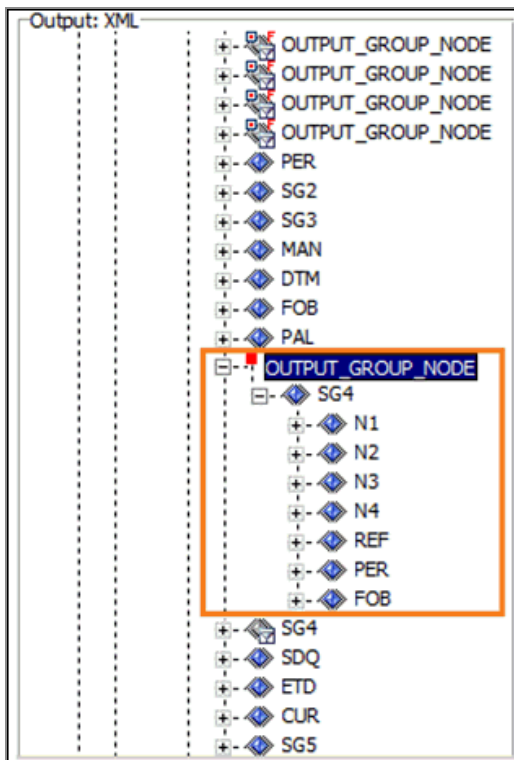 Output: XML
OUTPUT_GROUP_NODE
OUTPUT_GROUP_NODE
OUTPUT_GROUP_NODE
OUTPUT_GROUP_NODE
PER
SG2
SG3
MAN
DTM
FOB
PAL
OUTPUT_GROUP_NODE
SG4
N1
N2
N3
N4
REF
PER
FOB
SG4
SDQ
ETD
CUR
SG5